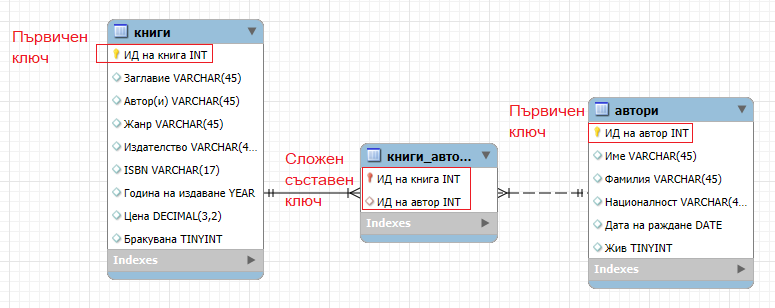 Първичен
ключ
книги
ИД на книга INT
Заглавие VARCHAR(45)
Автор(и) VARCHAR(45)
Жанр VARCHAR(45)
Издателство VARCHAR(4...
ISBN VARCHAR(17)
Година на издаване YEAR
Цена DECIMAL(3,2)
Бракувана TINYINT
Indexes
Сложен
съставен
ключ
книги_авто...
ИД на книга INT
ИД на автор INT
Indexes
Първичен
ключ
автори
ИД на автор INT
Име VARCHAR(45)
Фамилия VARCHAR(45)
Националност VARCHAR(4...
Дата на раждане DATE
Жив TINYINT
Indexes